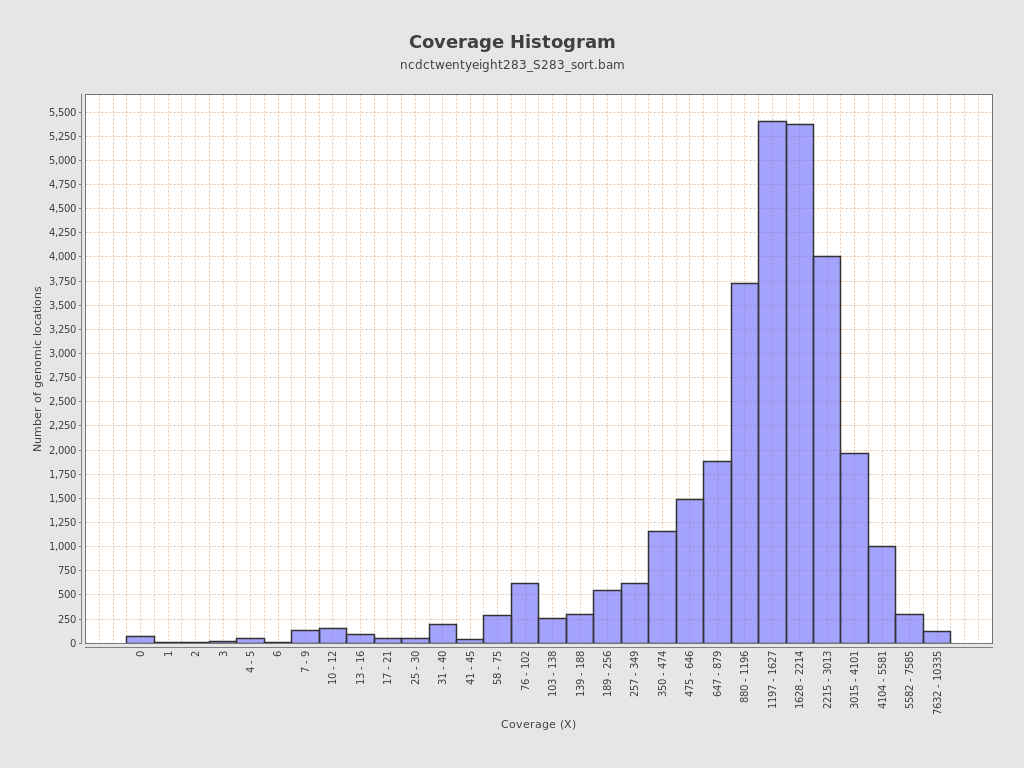 Coverage Histogram
ncdctwentyeight283_S283_sort.bam
Number of genomic locations
5,500
5,250
5,000
4,750
4,500
4,250
4,000
3,750
3,500
3,250
3,000
2,750
2,500
2,250
2,000
1,750
1,500
1,250
1,000
750
500
250
0
0
1
2
3
4 - 5
6
7 - 9
10 - 12
13 - 16
17 - 21
25 - 30
31 - 40
41 - 45
58 - 75
76 - 102
103 - 138
139 - 188
189 - 256
257 - 349
350 - 474
475 - 646
647 - 879
880 - 1196
1197 - 1627
1628 - 2214
2215 - 3013
3015 - 4101
4104 - 5581
5582 - 7585
7632 - 10335
Coverage (X)